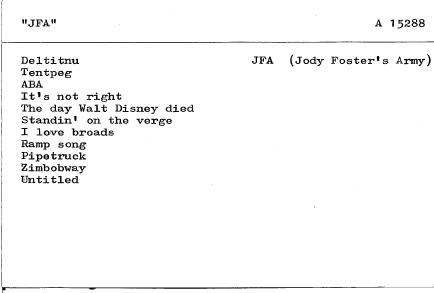 "JFA" A 15288
Deltitnu JFA (Jody Foster's Army)
Tentpeg
ABA
It's not right
The day Walt Disney died
Standin' on the verge
I love broads
Ramp song
Pipetruck
Zimbobway
Untitled